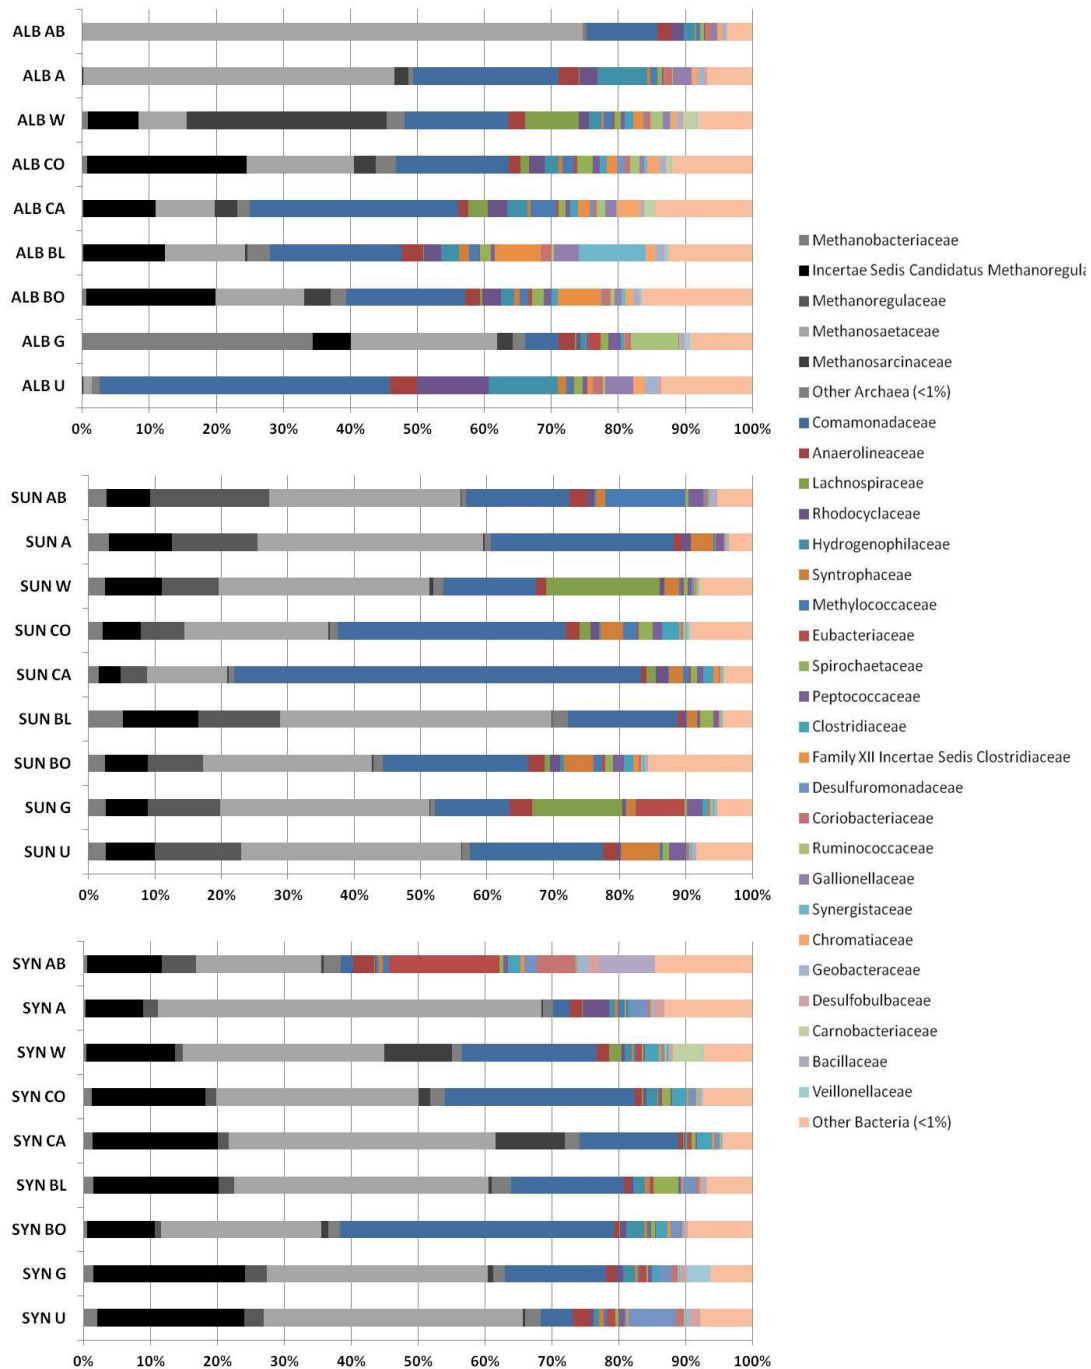 ALB AB
ALB A
ALB W
ALB CO
ALB CA
ALB BL
ALB BO
ALB G
ALB U
0% 10% 20% 30% 40% 50% 60% 70% 80% 90% 100%
SUN AB
SUN A
SUN W
SUN CO
SUN CA
SUN BL
SUN BO
SUN G
SUN U
0% 10% 20% 30% 40% 50% 60% 70% 80% 90% 100%
SYN AB
SYN A
SYN W
SYN CO
SYN CA
SYN BL
SYN BO
SYN G
SYN U
0% 10% 20% 30% 40% 50% 60% 70% 80% 90% 100%
Methanobacteriaceae
Incertae Sedis Candidatus Methanoregula
Methanoregulaceae
Methanosaetaceae
Methanosarcinaceae
Other Archaea (<1%)
Comamonadaceae
Anaerolineaceae
Lachnospiraceae
Rhodocyclaceae
Hydrogenophilaceae
Syntrophaceae
Methylococcaceae
Eubacteriaceae
Spirochaetaceae
Peptococcaceae
Clostridiaceae
Family XII Incertae Sedis Clostridiaceae
Desulfuromonadaceae
Coriobacteriaceae
Ruminococcaceae
Gallionellaceae
Synergistaceae
Chromatiaceae
Geobacteraceae
Desulfobulbaceae
Carnobacteriaceae
Bacillaceae
Veillonellaceae
Other Bacteria (<1%)